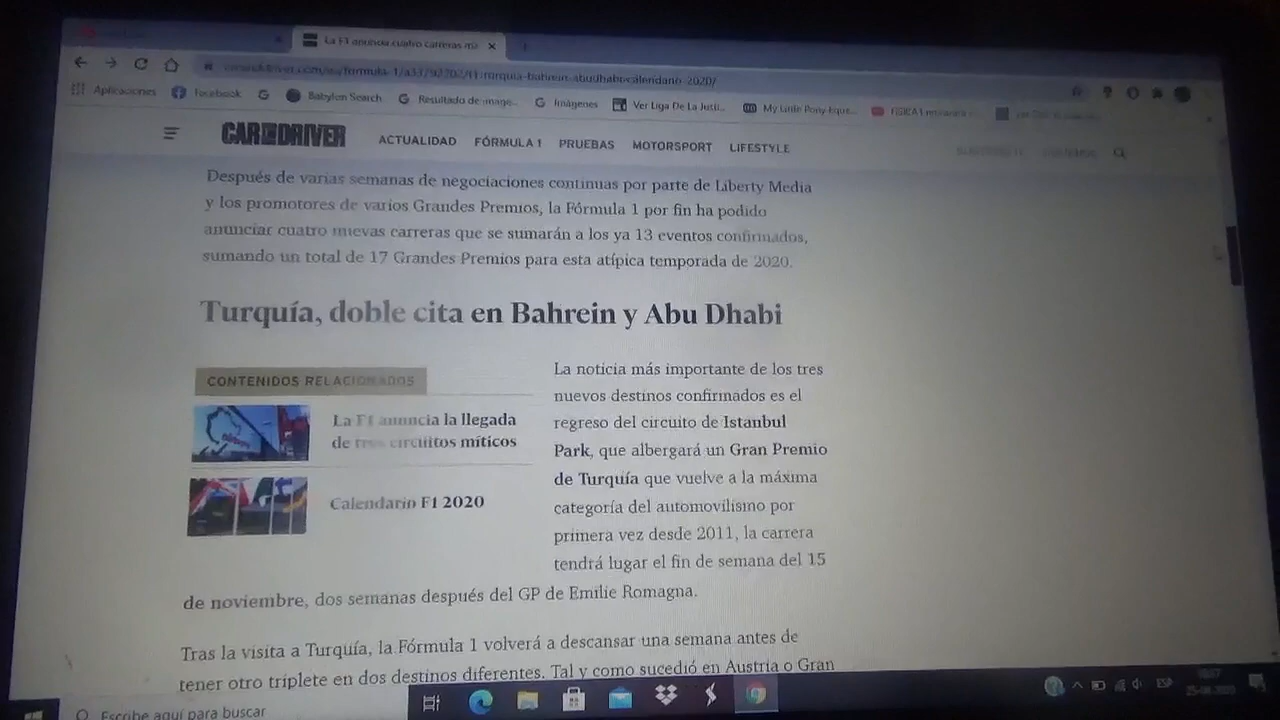 La F1 anuncia cuatro carreras má
formula-1/
bahrein-abudhabi-calendario-2020/
Aplicaciones Facebook Babylon Search Resultado de image... Imágenes Ver Liga De La Justi... My Little Pony-Eque... FISICA 1
CAR AND DRIVER ACTUALIDAD FÓRMULA 1 PRUEBAS MOTORSPORT LIFESTYLE
Después de varias semanas de negociaciones continuas por parte de Liberty Media
y los promotores de varios Grandes Premios, la Fórmula 1 por fin ha podido
anunciar cuatro nuevas carreras que se sumarán a los ya 13 eventos confirmados,
sumando un total de 17 Grandes Premios para esta atípica temporada de 2020.
Turquía, doble cita en Bahrein y Abu Dhabi
CONTENIDOS RELACIONADOS
La F1 anuncia la llegada
de tres circuitos míticos
Calendario F1 2020
La noticia más importante de los tres
nuevos destinos confirmados es el
regreso del circuito de Istanbul
Park, que albergará un Gran Premio
de Turquía que vuelve a la máxima
categoría del automovilismo por
primera vez desde 2011, la carrera
tendrá lugar el fin de semana del 15
de noviembre, dos semanas después del GP de Emilie Romagna.
Tras la visita a Turquía, la Fórmula 1 volverá a descansar una semana antes de
tener otro triplete en dos destinos diferentes. Tal y como sucedió en Austria o Gran
Escribe aquí para buscar
ESP